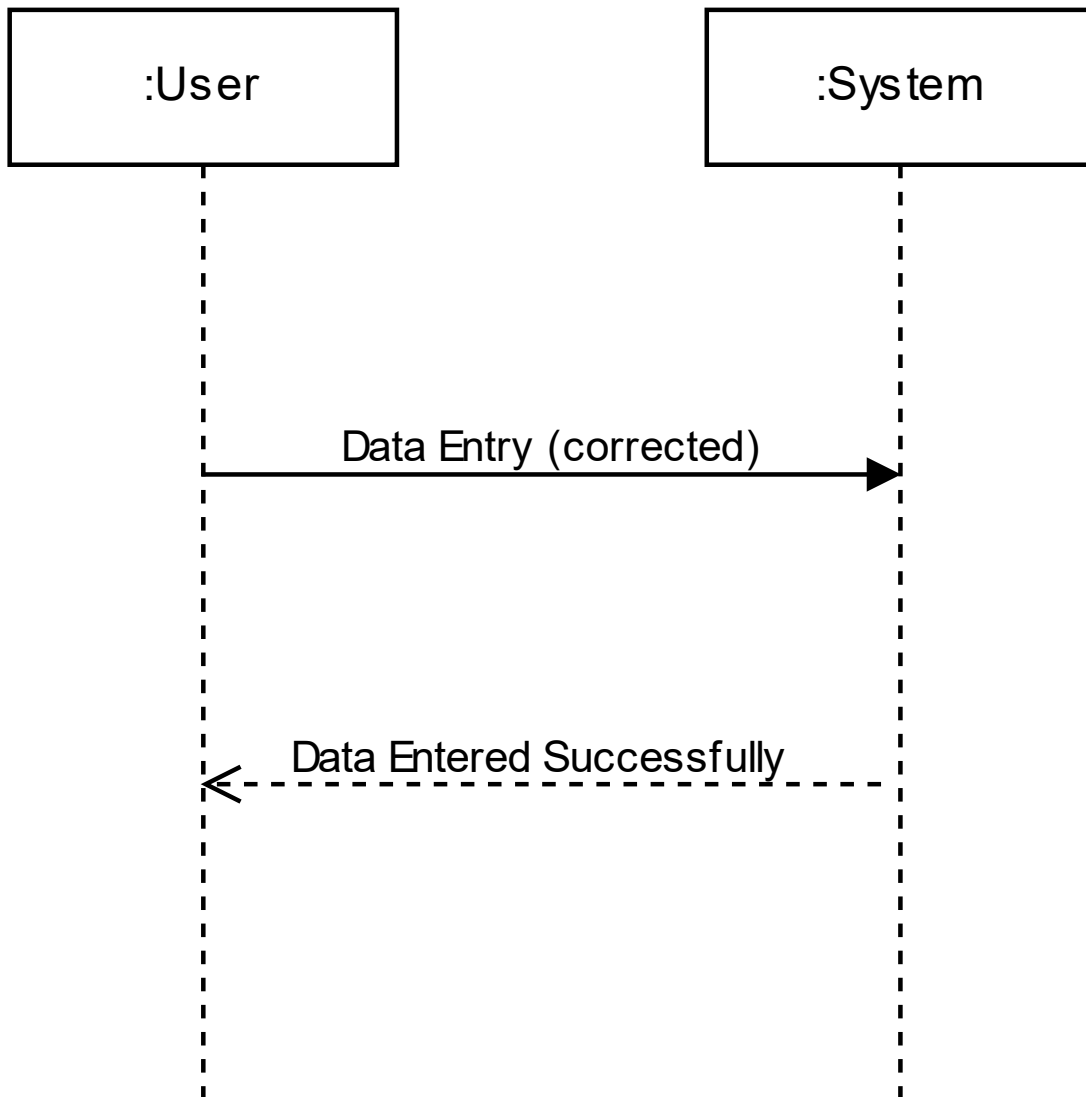 :User
:System
Data Entry (corrected)
Data Entered Successfully